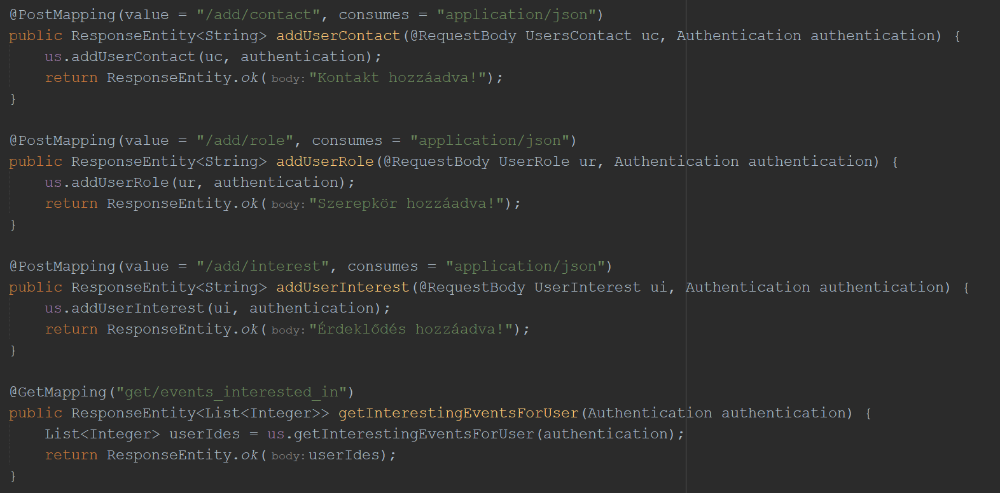 @PostMapping(value = "/add/contact", consumes = "application/json")
public ResponseEntity<String> addUserContact(@RequestBody UsersContact uc, Authentication authentication) {
us.addUserContact(uc, authentication);
return ResponseEntity.ok( body: "Kontakt hozzáadva!");
}
@PostMapping(value = "/add/role", consumes = "application/json")
public ResponseEntity<String> addUserRole(@RequestBody UserRole ur, Authentication authentication) {
us.addUserRole(ur, authentication);
return ResponseEntity.ok( body: "Szerepkör hozzáadva!");
}
@PostMapping(value = "/add/interest", consumes = "application/json")
public ResponseEntity<String> addUserInterest(@RequestBody UserInterest ui, Authentication authentication) {
us.addUserInterest(ui, authentication);
return ResponseEntity.ok( body: "Érdeklődés hozzáadva!");
}
@GetMapping("get/events_interested_in")
public ResponseEntity<List<Integer>> getInterestingEventsForUser(Authentication authentication) {
List<Integer> userIdes = us.getInterestingEventsForUser(authentication);
return ResponseEntity.ok( body: userIdes);
}